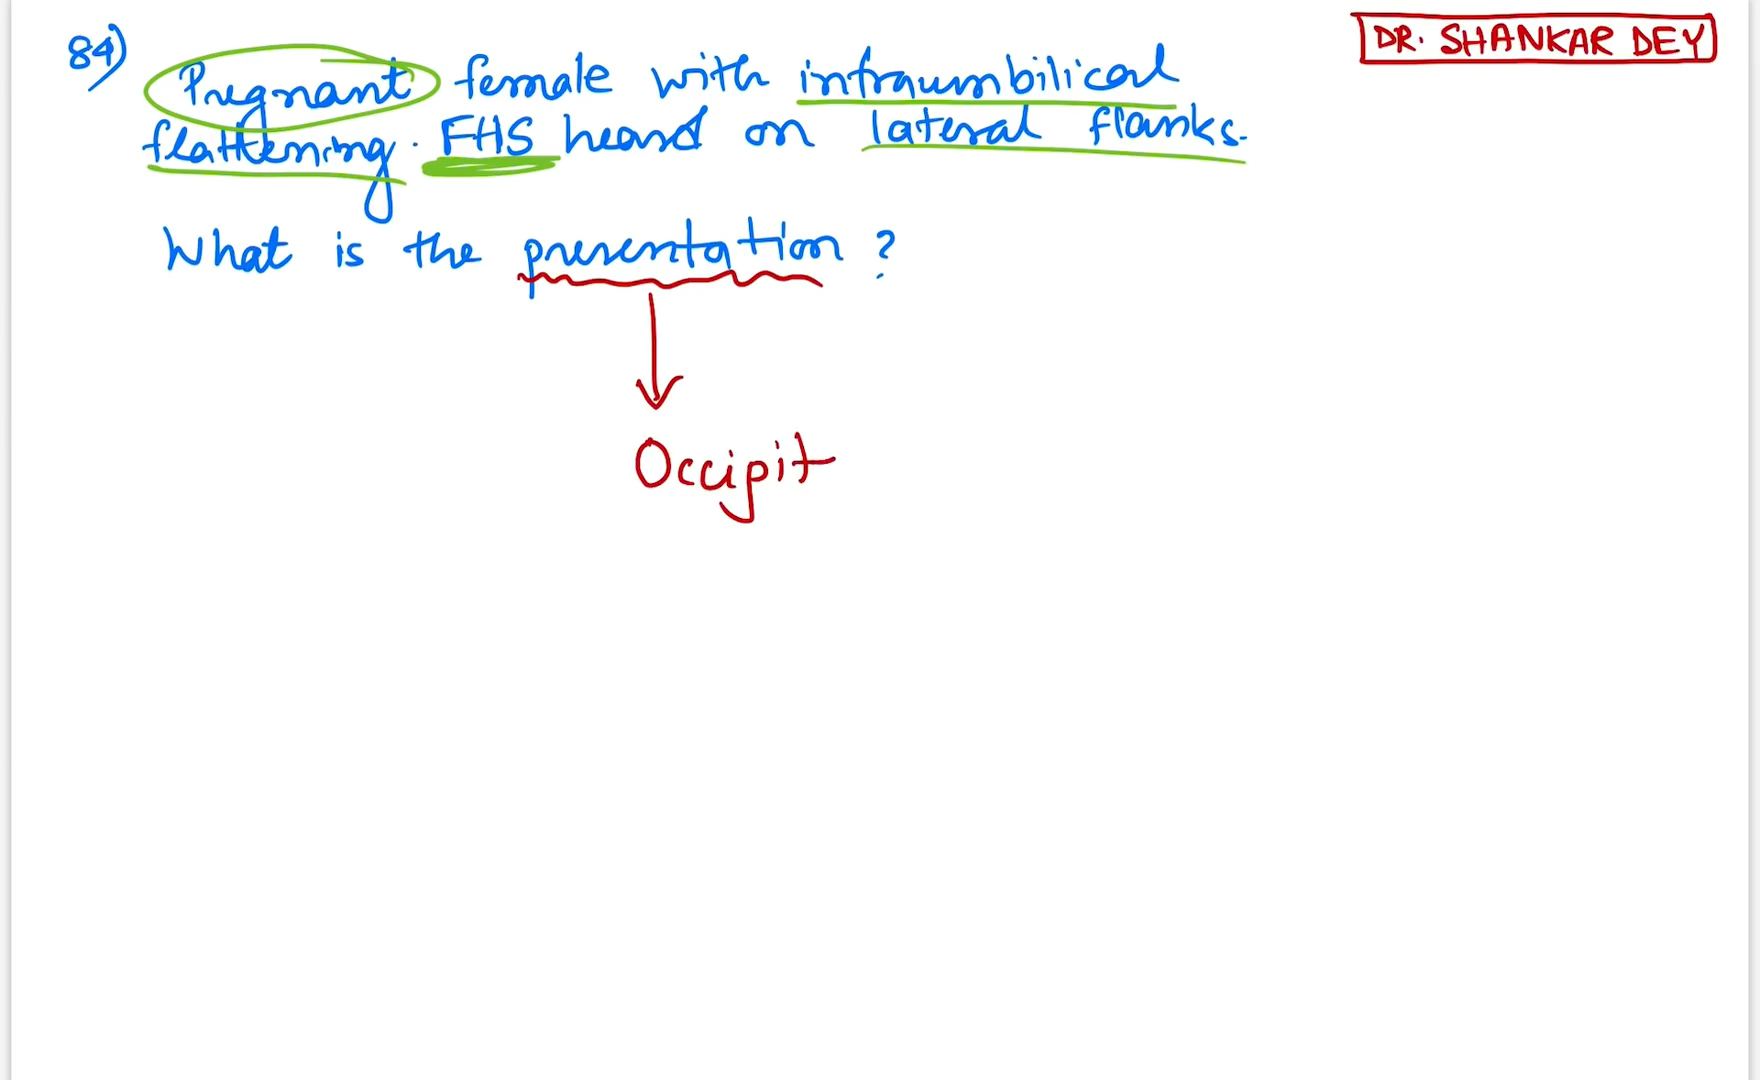 DR. SHANKAR DEY
84) Pregnant female with infraumbilical
flattening. FHS heard on lateral flanks.
What is the presentation?
Occipit